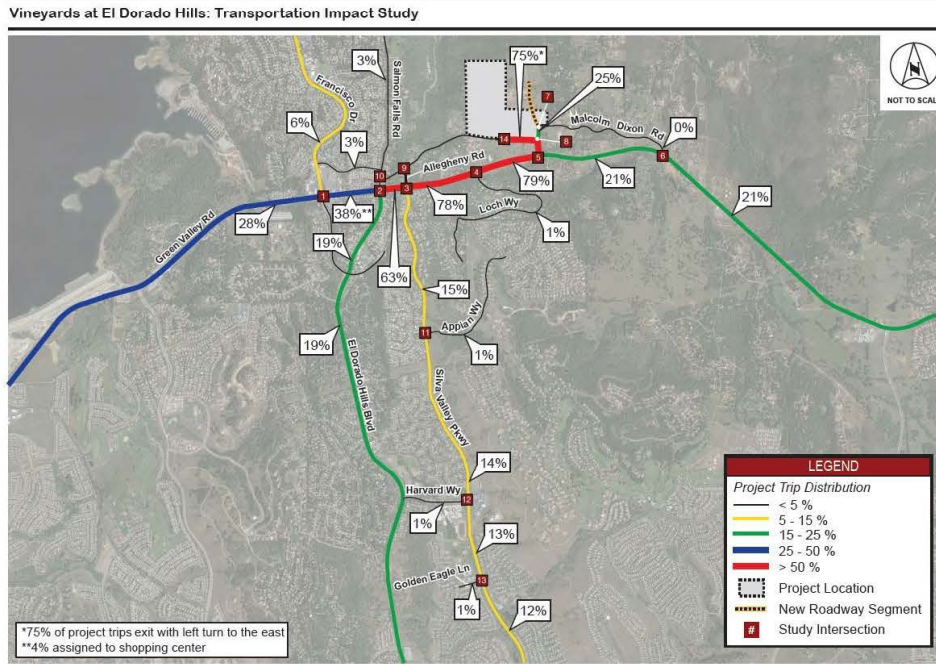 Vineyards at El Dorado Hills: Transportation Impact Study
N
NOT TO SCAL
3%
Salmon Falls Rd
75%*
25%
7
Francisco Dr
Malcolm Dixon Rd
0%
6%
3%
14
8
10
9
Allegheny Rd
5
6
4
79%
21%
21%
1
2
3
38%**
78%
Loch Wy
28%
Green Valley Rd
19%
1%
63%
15%
11
Appian Wy
1%
19%
El Dorado Hills Blvd
Silva Valley Pkwy
14%
Harvard Wy
12
1%
13%
Golden Eagle Ln
13
1%
12%
LEGEND
Project Trip Distribution
< 5 %
5 - 15 %
15 - 25 %
25 - 50 %
> 50 %
Project Location
New Roadway Segment
# Study Intersection
*75% of project trips exit with left turn to the east
**4% assigned to shopping center